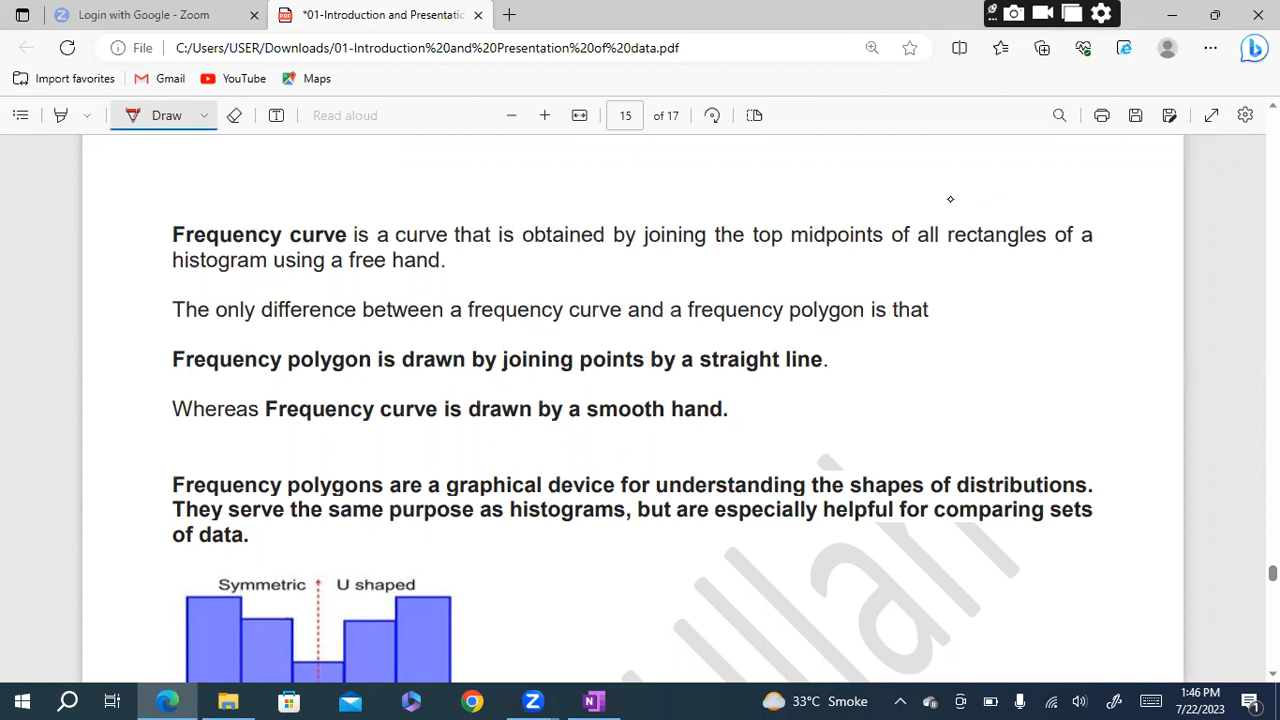 Login with Google - Zoom
*01-Introduction and Presentatic
File
C:/Users/USER/Downloads/01-Introduction%20and%20Presentation%20of%20data.pdf
Import favorites
Gmail
YouTube
Maps
Draw
Read aloud
15
of 17
Frequency curve is a curve that is obtained by joining the top midpoints of all rectangles of a
histogram using a free hand.
The only difference between a frequency curve and a frequency polygon is that
Frequency polygon is drawn by joining points by a straight line.
Whereas Frequency curve is drawn by a smooth hand.
Frequency polygons are a graphical device for understanding the shapes of distributions.
They serve the same purpose as histograms, but are especially helpful for comparing sets
of data.
Symmetric
U shaped
33°C Smoke
1:46 PM
7/22/2023
1